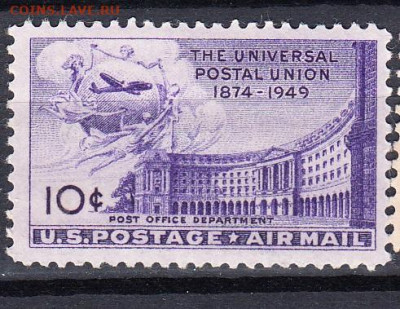 COINS.LAVE.RU
THE UNIVERSAL
POSTAL UNION
1874-1949
10¢
POST OFFICE DEPARTMENT
U.S. POSTAGE ★ AIR MAIL